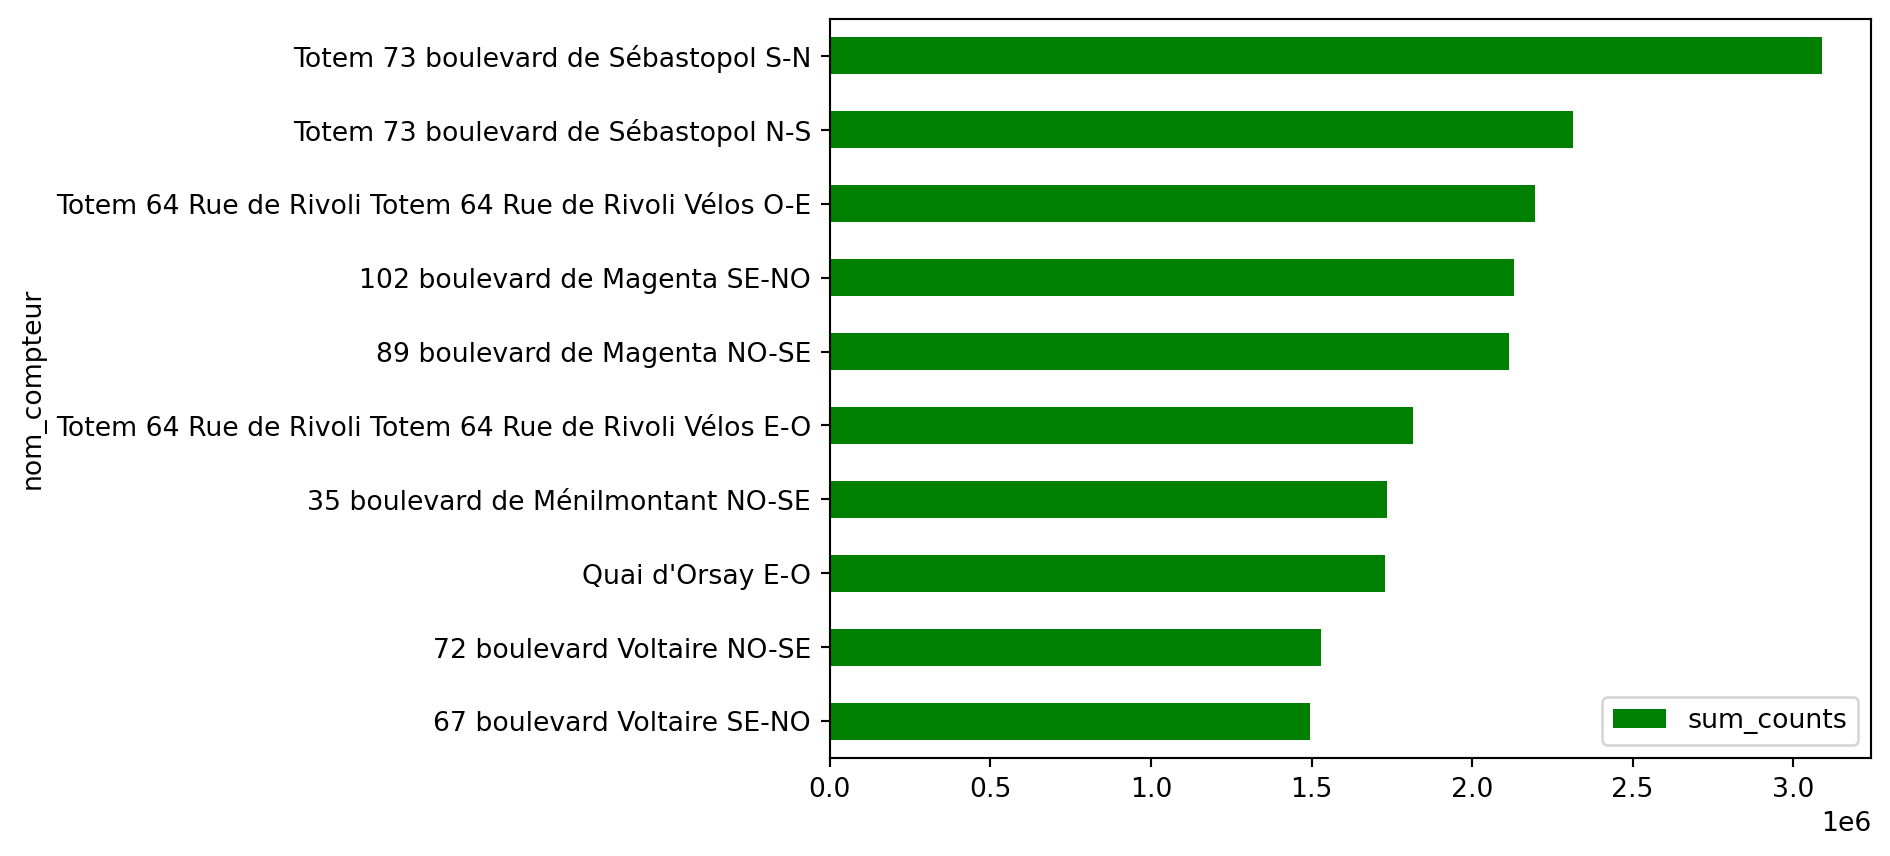 Totem 73 boulevard de Sébastopol S-N
Totem 73 boulevard de Sébastopol N-S
Totem 64 Rue de Rivoli Totem 64 Rue de Rivoli Vélos O-E
102 boulevard de Magenta SE-NO
89 boulevard de Magenta NO-SE
Totem 64 Rue de Rivoli Totem 64 Rue de Rivoli Vélos E-O
35 boulevard de Ménilmontant NO-SE
Quai d'Orsay E-O
72 boulevard Voltaire NO-SE
67 boulevard Voltaire SE-NO
nom_compteur
sum_counts
0.0 0.5 1.0 1.5 2.0 2.5 3.0
1e6